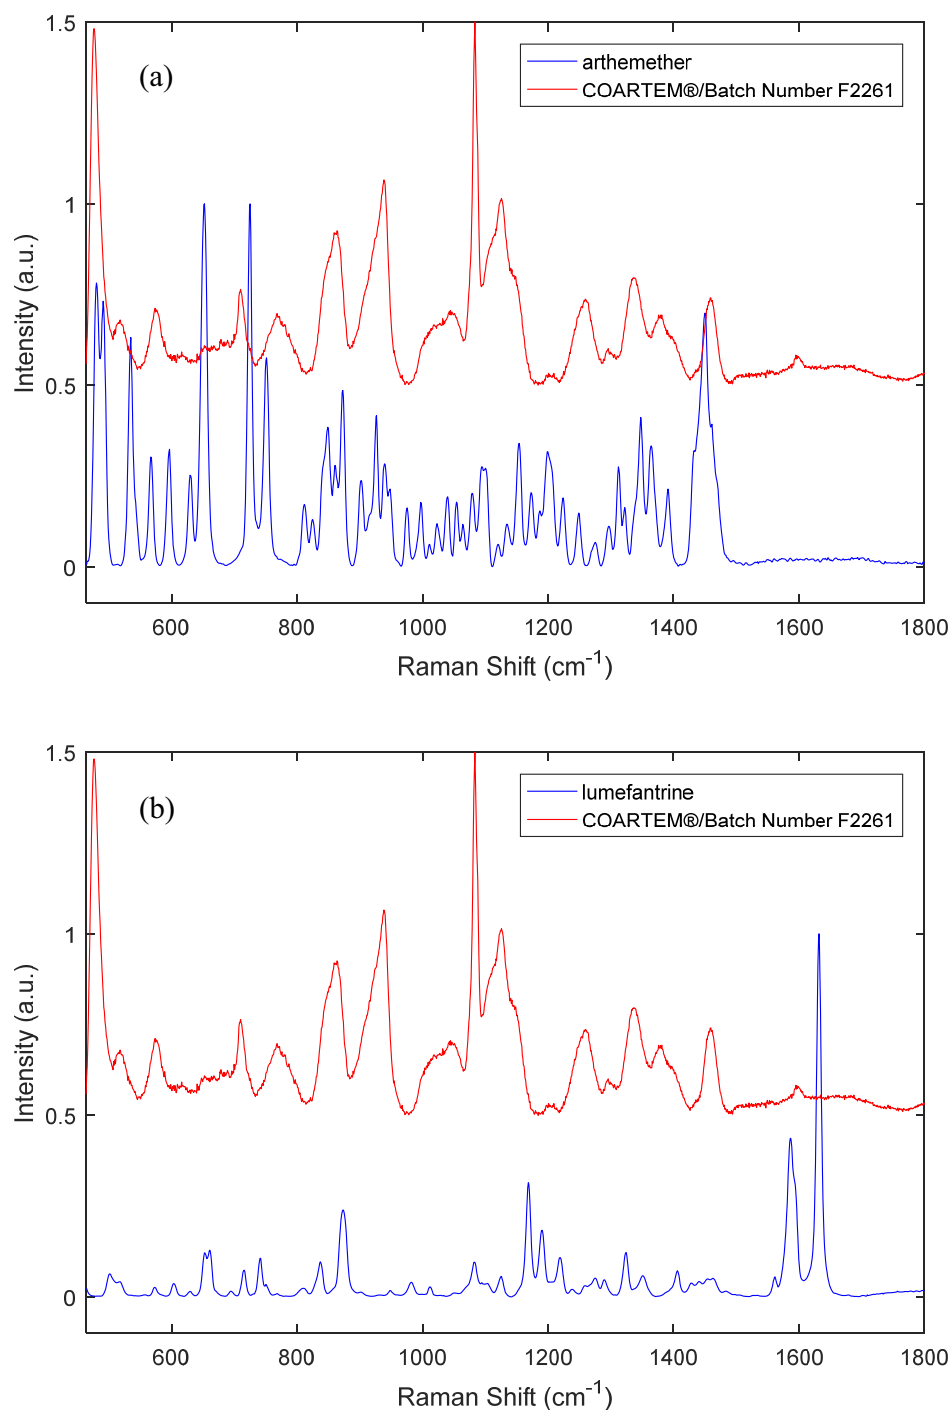 (a)
arthemether
COARTEM®/Batch Number F2261
1.5
1
0.5
0
Intensity (a.u.)
600 800 1000 1200 1400 1600 1800
Raman Shift (cm⁻¹)
(b)
lumefantrine
COARTEM®/Batch Number F2261
1.5
1
0.5
0
Intensity (a.u.)
600 800 1000 1200 1400 1600 1800
Raman Shift (cm⁻¹)